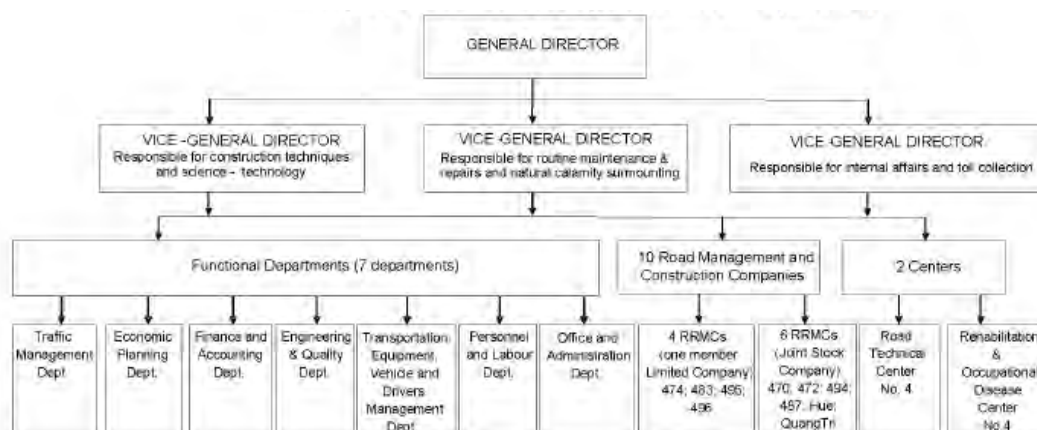 GENERAL DIRECTOR
VICE -GENERAL DIRECTOR
Responsible for construction techniques
and science - technology
VICE GENERAL DIRECTOR
Responsible for routine maintenance &
repairs and natural calamity surmounting
VICE GENERAL DIRECTOR
Responsible for internal affairs and toll collection
Functional Departments (7 departments)
10 Road Management and
Construction Companies
2 Centers
Traffic
Management
Dept.
Economic
Planning
Dept.
Finance and
Accounting
Dept.
Engineering
& Quality
Dept.
Transportation
Equipment,
Vehicle and
Drivers
Management
Dept
Personnel
and Labour
Dept.
Office and
Administration
Dept.
4 RRMCs
(one member
Limited Company)
474; 483; 495;
496
6 RRMCs
(Joint Stock
Company)
470, 472; 494;
497; Hue;
QuangTri
Road
Technical
Center
No. 4
Rehabilitation
&
Occupational
Disease
Center
No.4